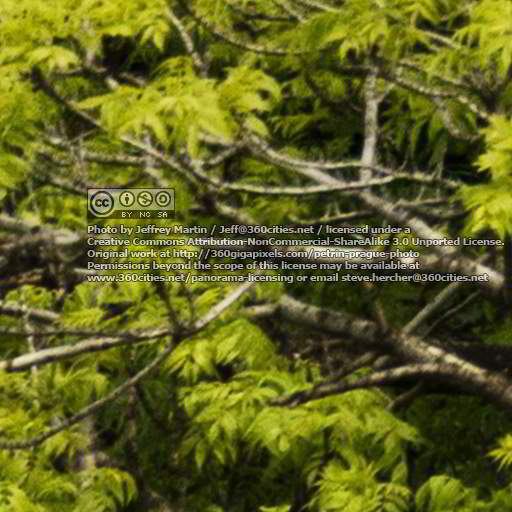 cc
BY NC SA
Photo by Jeffrey Martin / Jeff@360cities.net / licensed under a
Creative Commons Attribution-NonCommercial-ShareAlike 3.0 Unported License.
Original work at http://360gigapixels.com/petrin-prague-photo
Permissions beyond the scope of this license may be available at
www.360cities.net/panorama-licensing or email steve.hercher@360cities.net